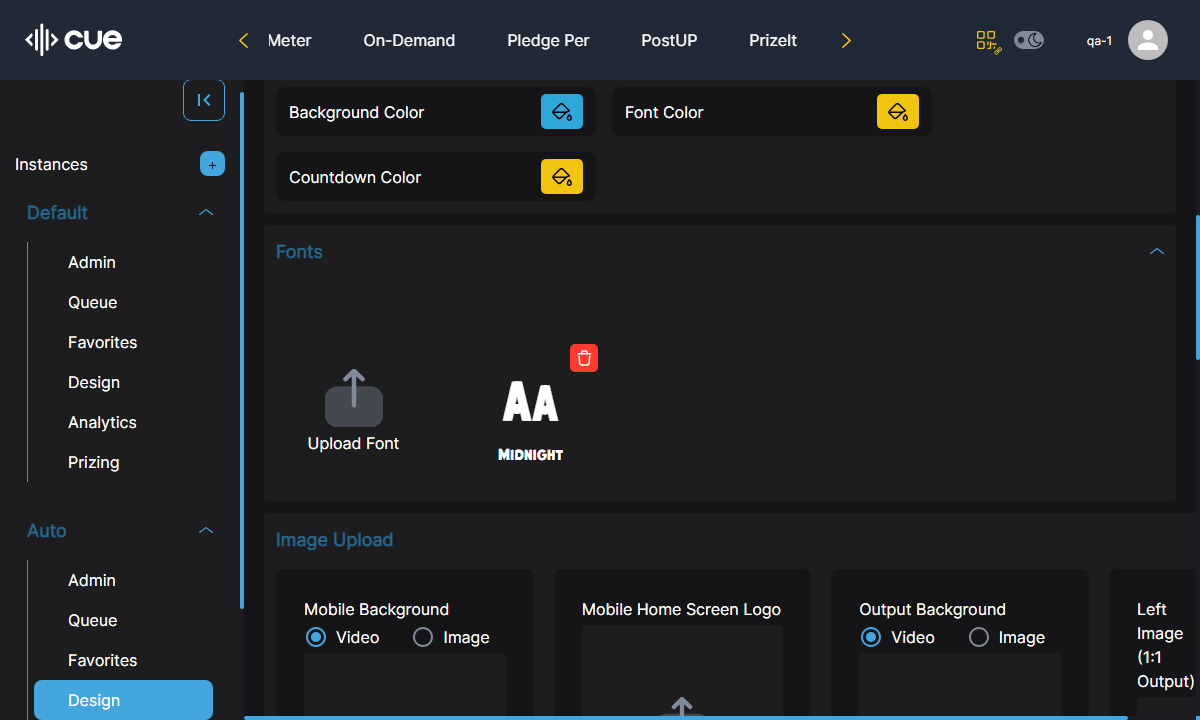 cue
Meter
On-Demand
Pledge Per
PostUP
PrizeIt
qa-1
Instances
+
Default
Admin
Queue
Favorites
Design
Analytics
Prizing
Auto
Admin
Queue
Favorites
Design
Background Color
Font Color
Countdown Color
Fonts
Upload Font
AA
MIDNIGHT
Image Upload
Mobile Background
Video
Image
Mobile Home Screen Logo
Output Background
Video
Image
Left
Image
(1:1
Output)